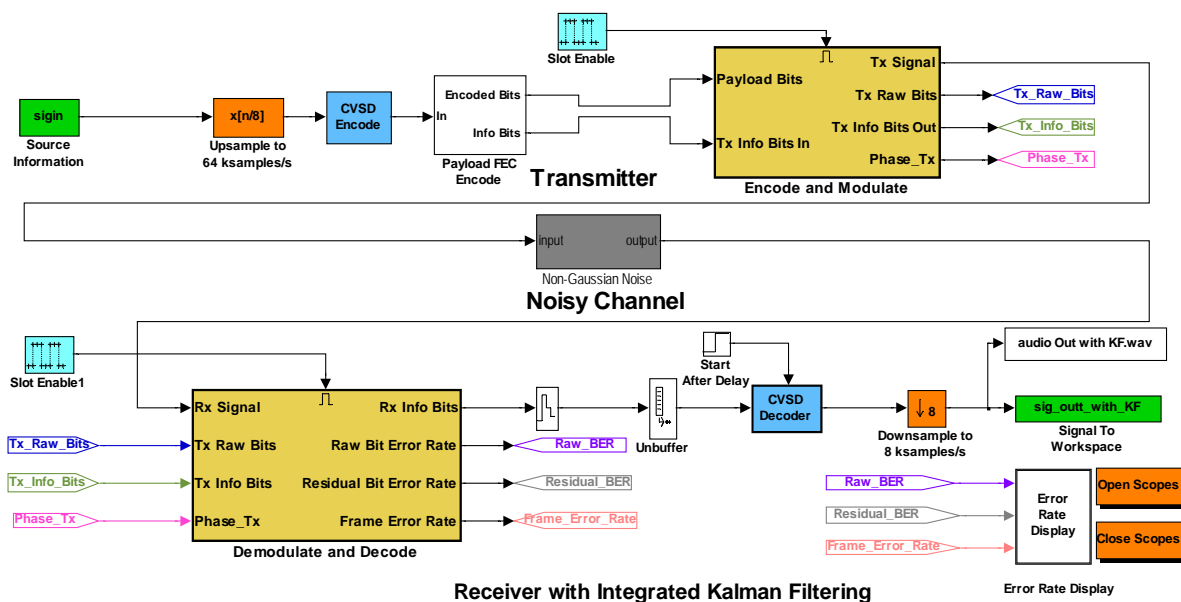 Slot Enable
sigin
Source
Information
x[n/8]
Upsample to
64 ksamples/s
CVSD
Encode
In
Encoded Bits
Info Bits
Payload FEC
Encode
Payload Bits
Tx Info Bits In
Tx Signal
Tx Raw Bits
Tx Info Bits Out
Phase_Tx
Encode and Modulate
Tx_Raw_Bits
Tx_Info_Bits
Phase_Tx
Transmitter
input
output
Non-Gaussian Noise
Noisy Channel
Slot Enable1
Tx_Raw_Bits
Tx_Info_Bits
Phase_Tx
Rx Signal
Tx Raw Bits
Tx Info Bits
Phase_Tx
Rx Info Bits
Raw Bit Error Rate
Residual Bit Error Rate
Frame Error Rate
Demodulate and Decode
Raw_BER
Residual_BER
Frame_Error_Rate
Unbuffer
Start
After Delay
CVSD
Decoder
8
Downsample to
8 ksamples/s
audio Out with KF.wav
sig_outt_with_KF
Signal To
Workspace
Raw_BER
Residual_BER
Frame_Error_Rate
Error
Rate
Display
Error Rate Display
Open Scopes
Close Scopes
Receiver with Integrated Kalman Filtering